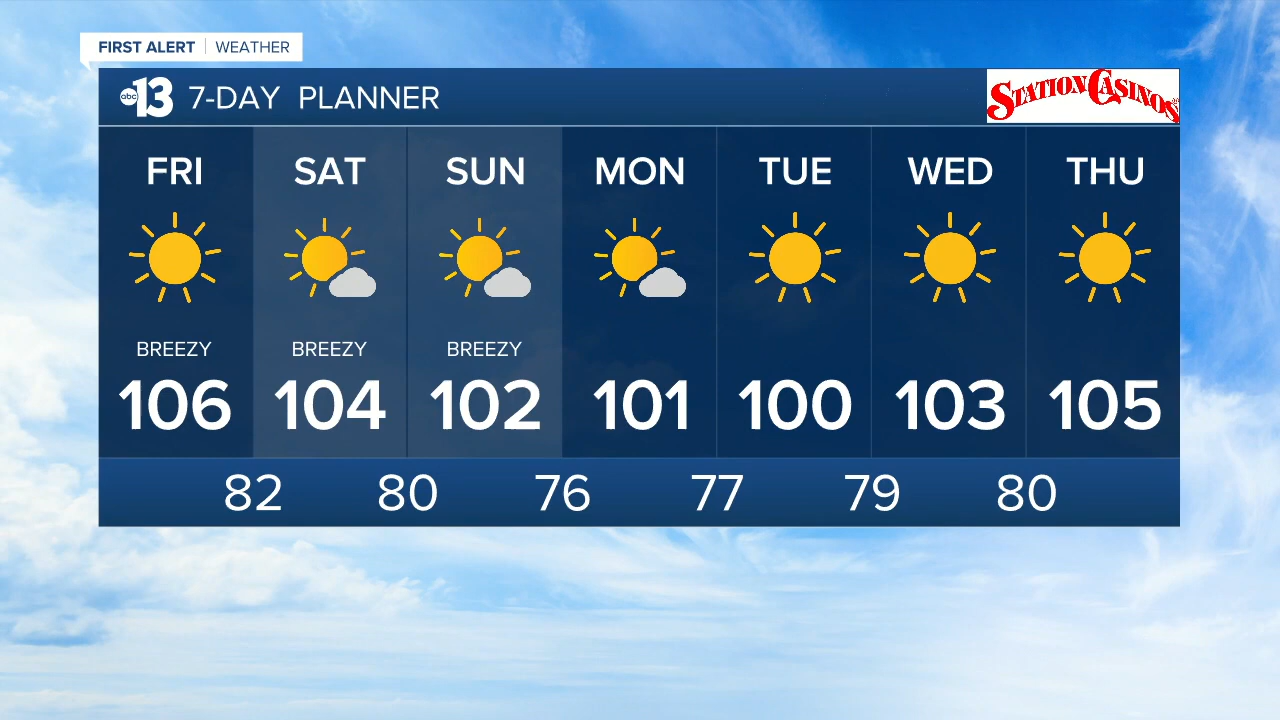 FIRST ALERT | WEATHER
abc 13 7-DAY PLANNER
STATION CASINOS
FRI SAT SUN MON TUE WED THU
BREEZY BREEZY BREEZY
106 104 102 101 100 103 105
82 80 76 77 79 80